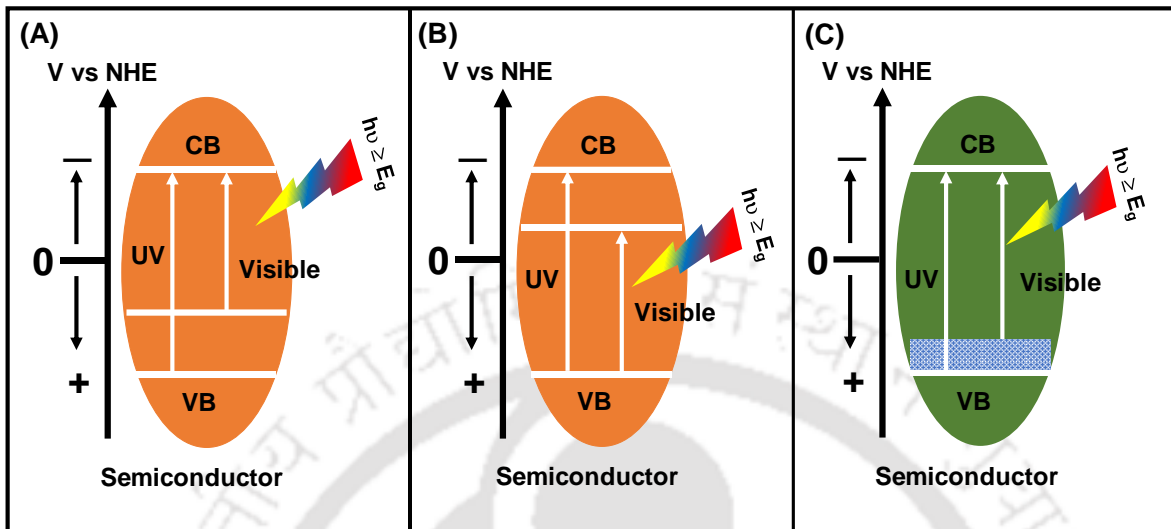 (A)
V vs NHE
CB
hυ ≥ Eg
0
UV
Visible
+
VB
Semiconductor
(B)
V vs NHE
CB
hυ ≥ Eg
0
UV
Visible
+
VB
Semiconductor
(C)
V vs NHE
CB
hυ ≥ Eg
0
UV
Visible
+
VB
Semiconductor